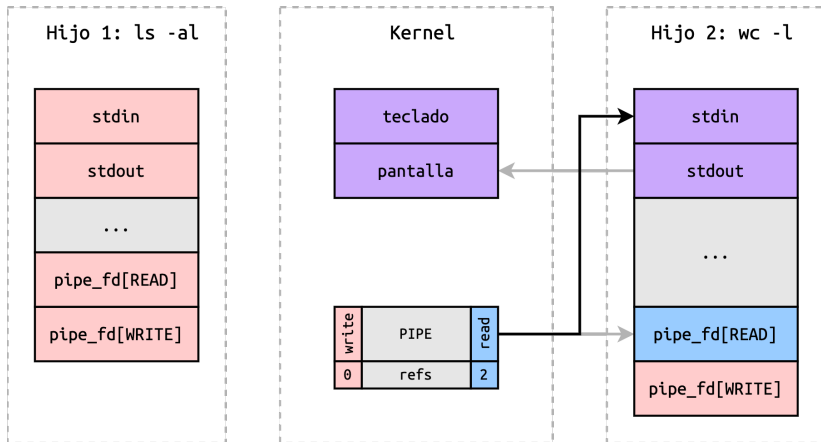 Hijo 1: ls -al
stdin
stdout
...
pipe_fd[READ]
pipe_fd[WRITE]
Kernel
teclado
pantalla
write
PIPE
read
0
refs
2
Hijo 2: wc -l
stdin
stdout
...
pipe_fd[READ]
pipe_fd[WRITE]